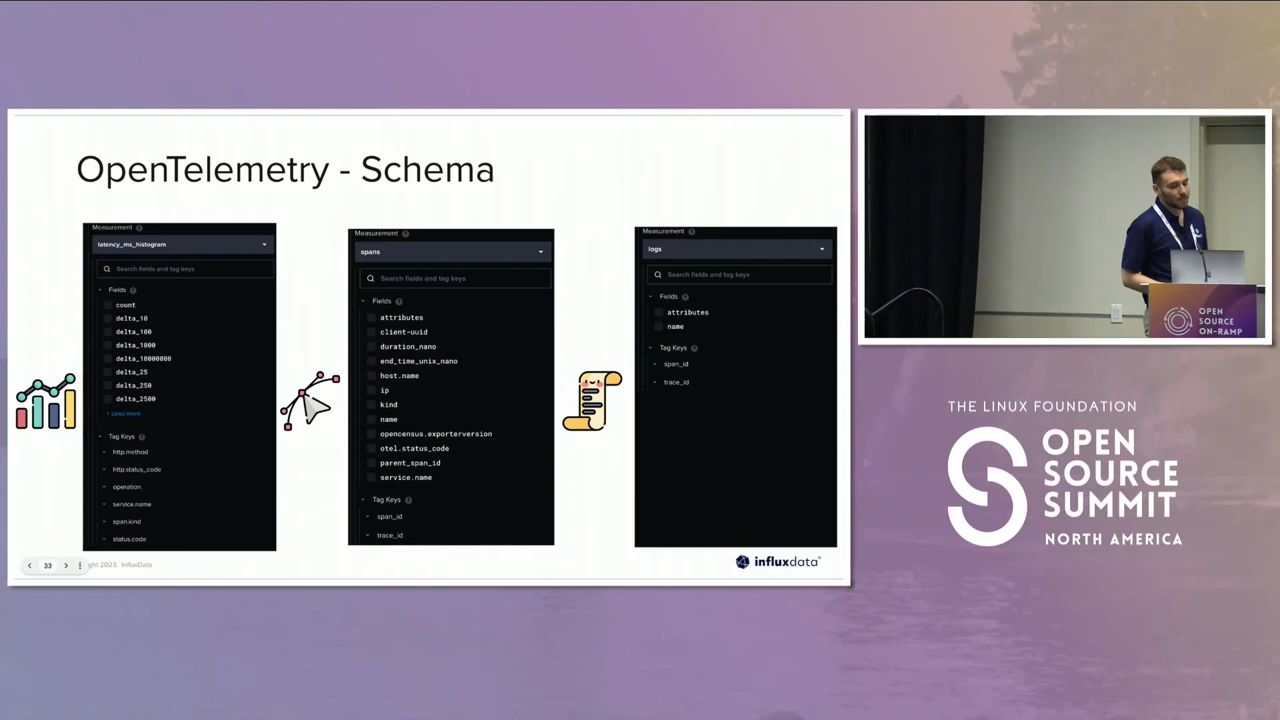 OpenTelemetry - Schema
Measurement
latency_ms_histogram
Search fields and tag keys
Fields
count
delta_10
delta_100
delta_1000
delta_10000000
delta_25
delta_250
delta_2500
+ Load more
Tag Keys
http.method
http.status_code
operation
service.name
span.kind
status.code
Measurement
spans
Search fields and tag keys
Fields
attributes
client-uuid
duration_nano
end_time_unix_nano
host.name
ip
kind
name
opencensus.exporterversion
otel.status_code
parent_span_id
service.name
Tag Keys
span_id
trace_id
Measurement
logs
Search fields and tag keys
Fields
attributes
name
Tag Keys
span_id
trace_id
33
ght 2023, InfluxData
influxdata
OPEN
SOURCE
ON-RAMP
THE LINUX FOUNDATION
OPEN
SOURCE
SUMMIT
NORTH AMERICA